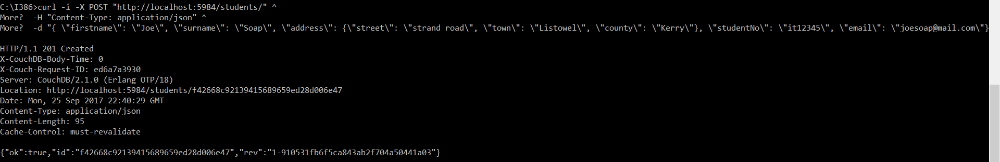 C:\I386>curl -i -X POST "http://localhost:5984/students/" ^
More?  -H "Content-Type: application/json" ^
More?  -d "{ \"firstname\": \"Joe\", \"surname\": \"Soap\", \"address\": {\"street\": \"strand road\", \"town\": \"Listowel\", \"county\": \"Kerry\"}, \"studentNo\": \"it12345\", \"email\": \"joesoap@mail.com\"}
HTTP/1.1 201 Created
X-CouchDB-Body-Time: 0
X-Couch-Request-ID: ed6a7a3930
Server: CouchDB/2.1.0 (Erlang OTP/18)
Location: http://localhost:5984/students/f42668c92139415689659ed28d006e47
Date: Mon, 25 Sep 2017 22:40:29 GMT
Content-Type: application/json
Content-Length: 95
Cache-Control: must-revalidate
{"ok":true,"id":"f42668c92139415689659ed28d006e47","rev":"1-910531fb6f5ca843ab2f704a50441a03"}